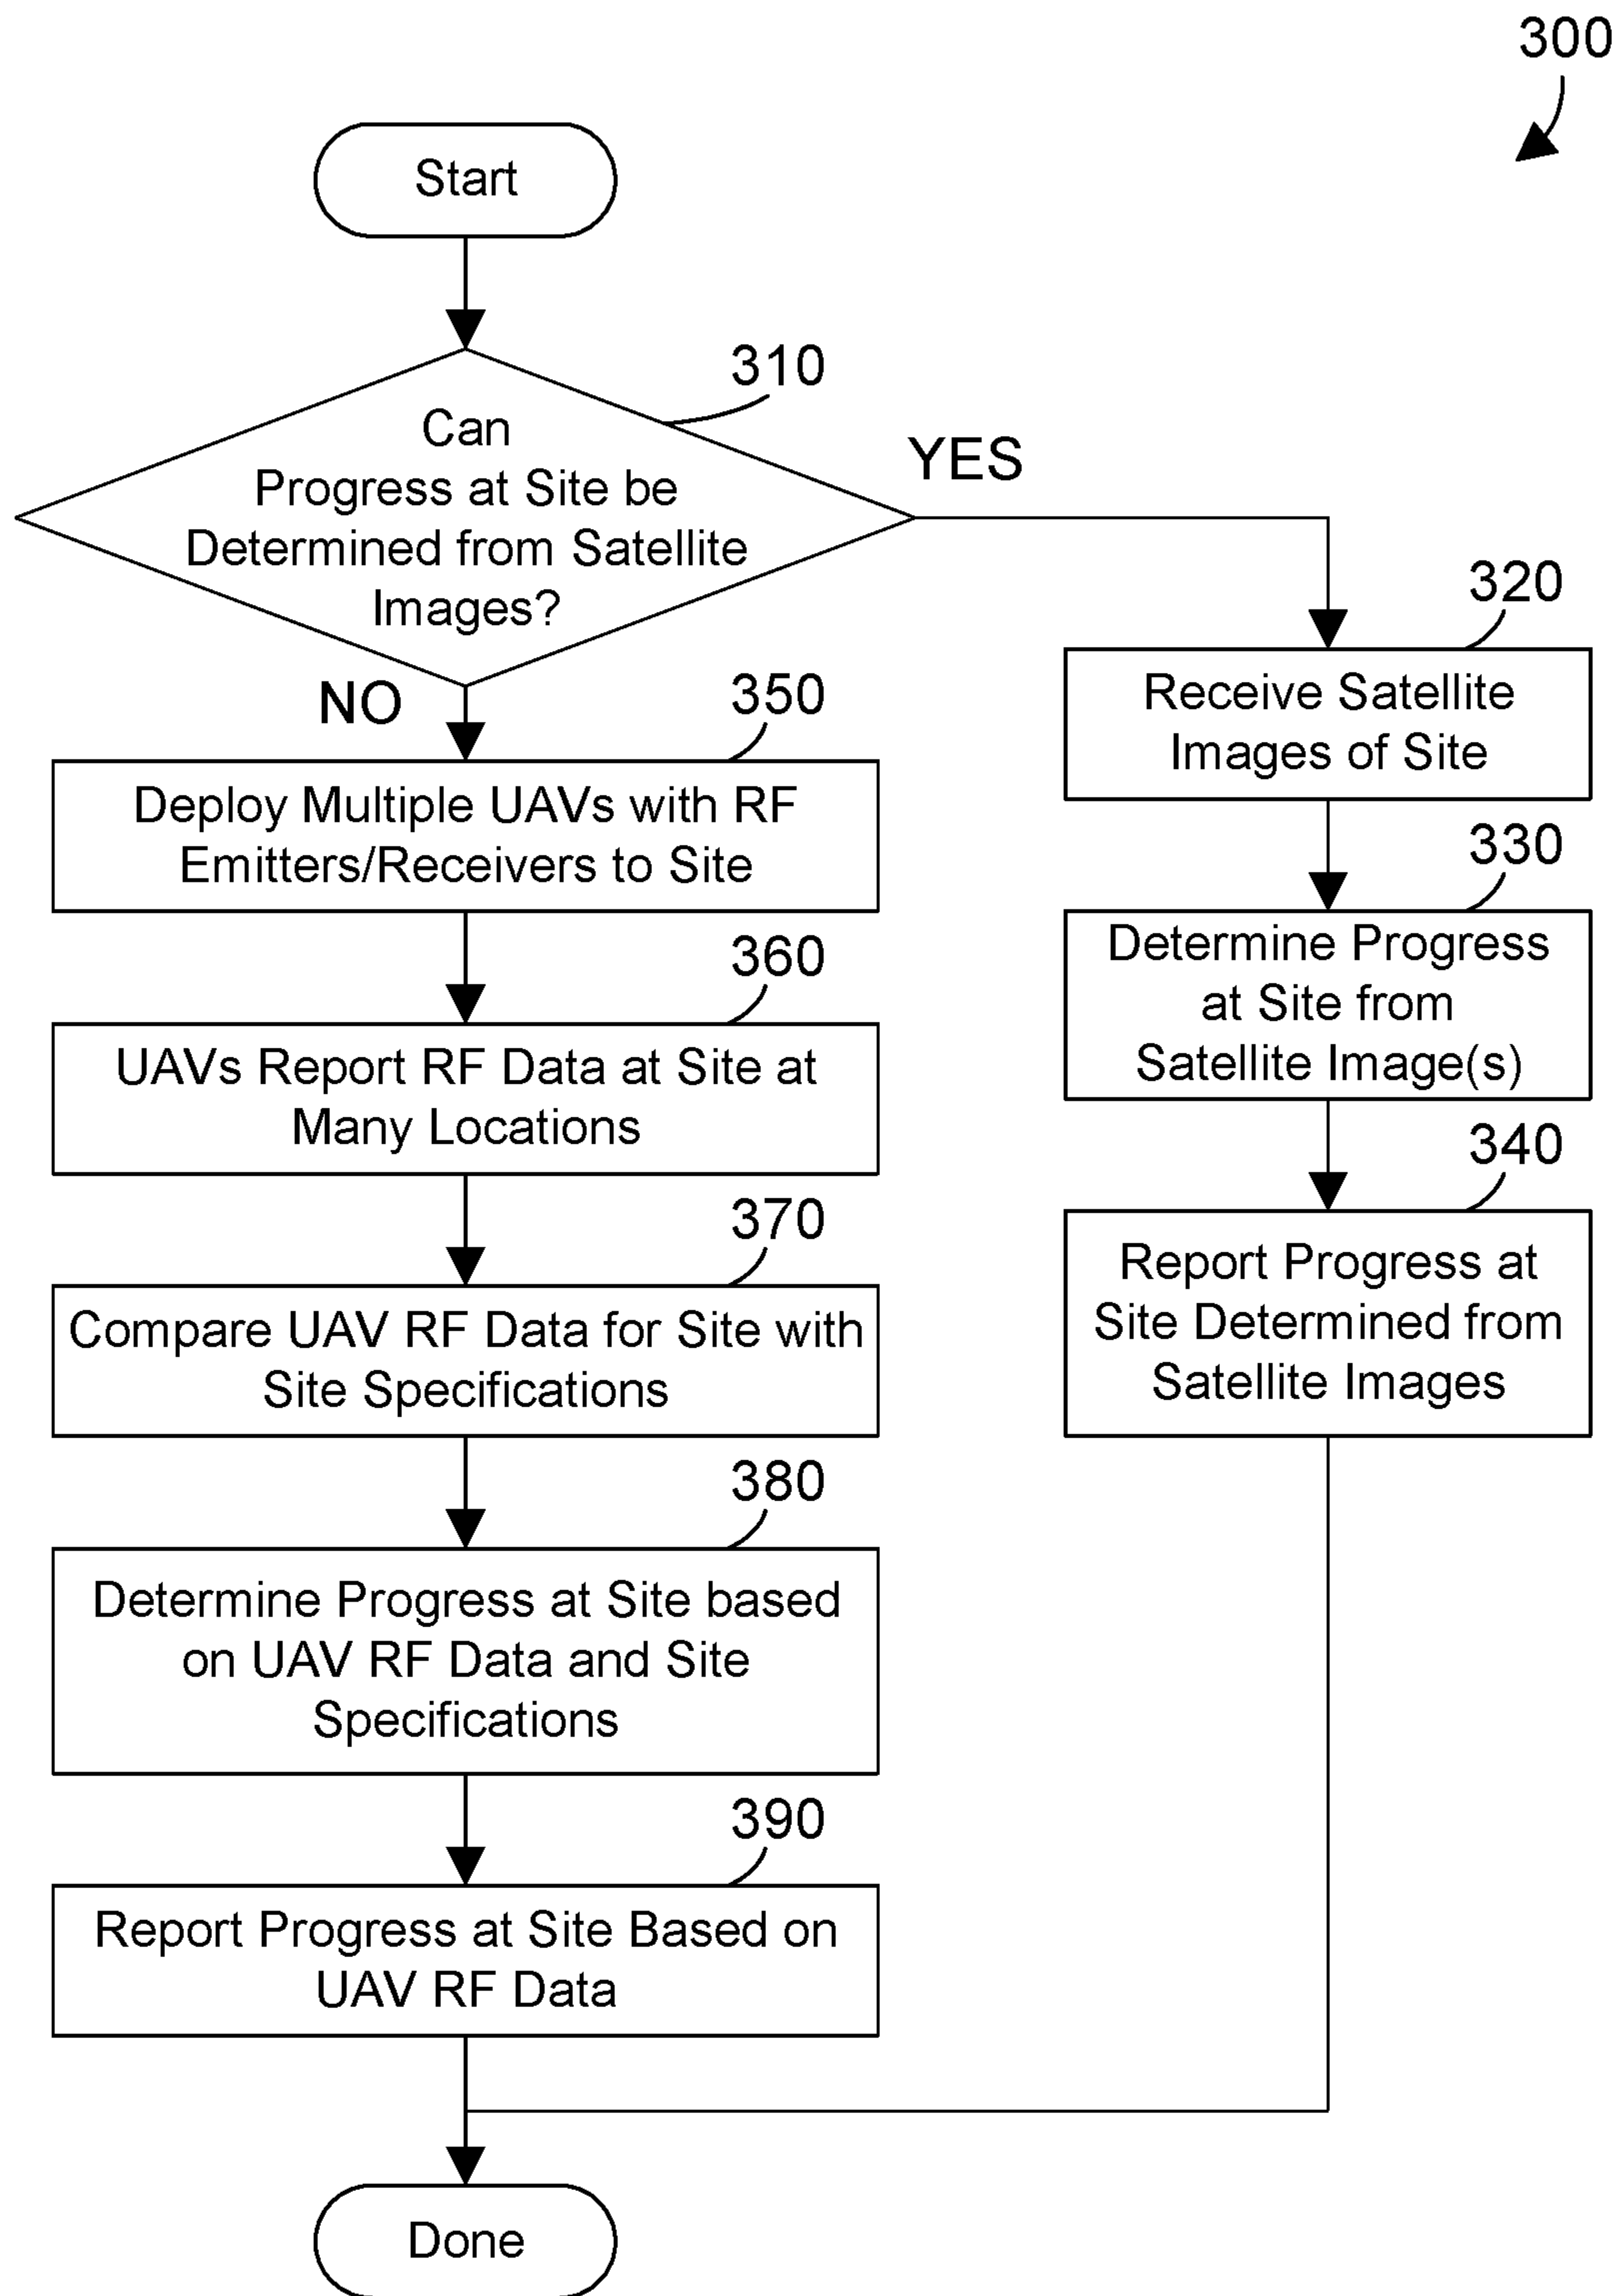 300
Start
310
Can
Progress at Site be
Determined from Satellite
Images?
YES
NO
320
Receive Satellite
Images of Site
330
Determine Progress
at Site from
Satellite Image(s)
340
Report Progress at
Site Determined from
Satellite Images
350
Deploy Multiple UAVs with RF
Emitters/Receivers to Site
360
UAVs Report RF Data at Site at
Many Locations
370
Compare UAV RF Data for Site with
Site Specifications
380
Determine Progress at Site based
on UAV RF Data and Site
Specifications
390
Report Progress at Site Based on
UAV RF Data
Done